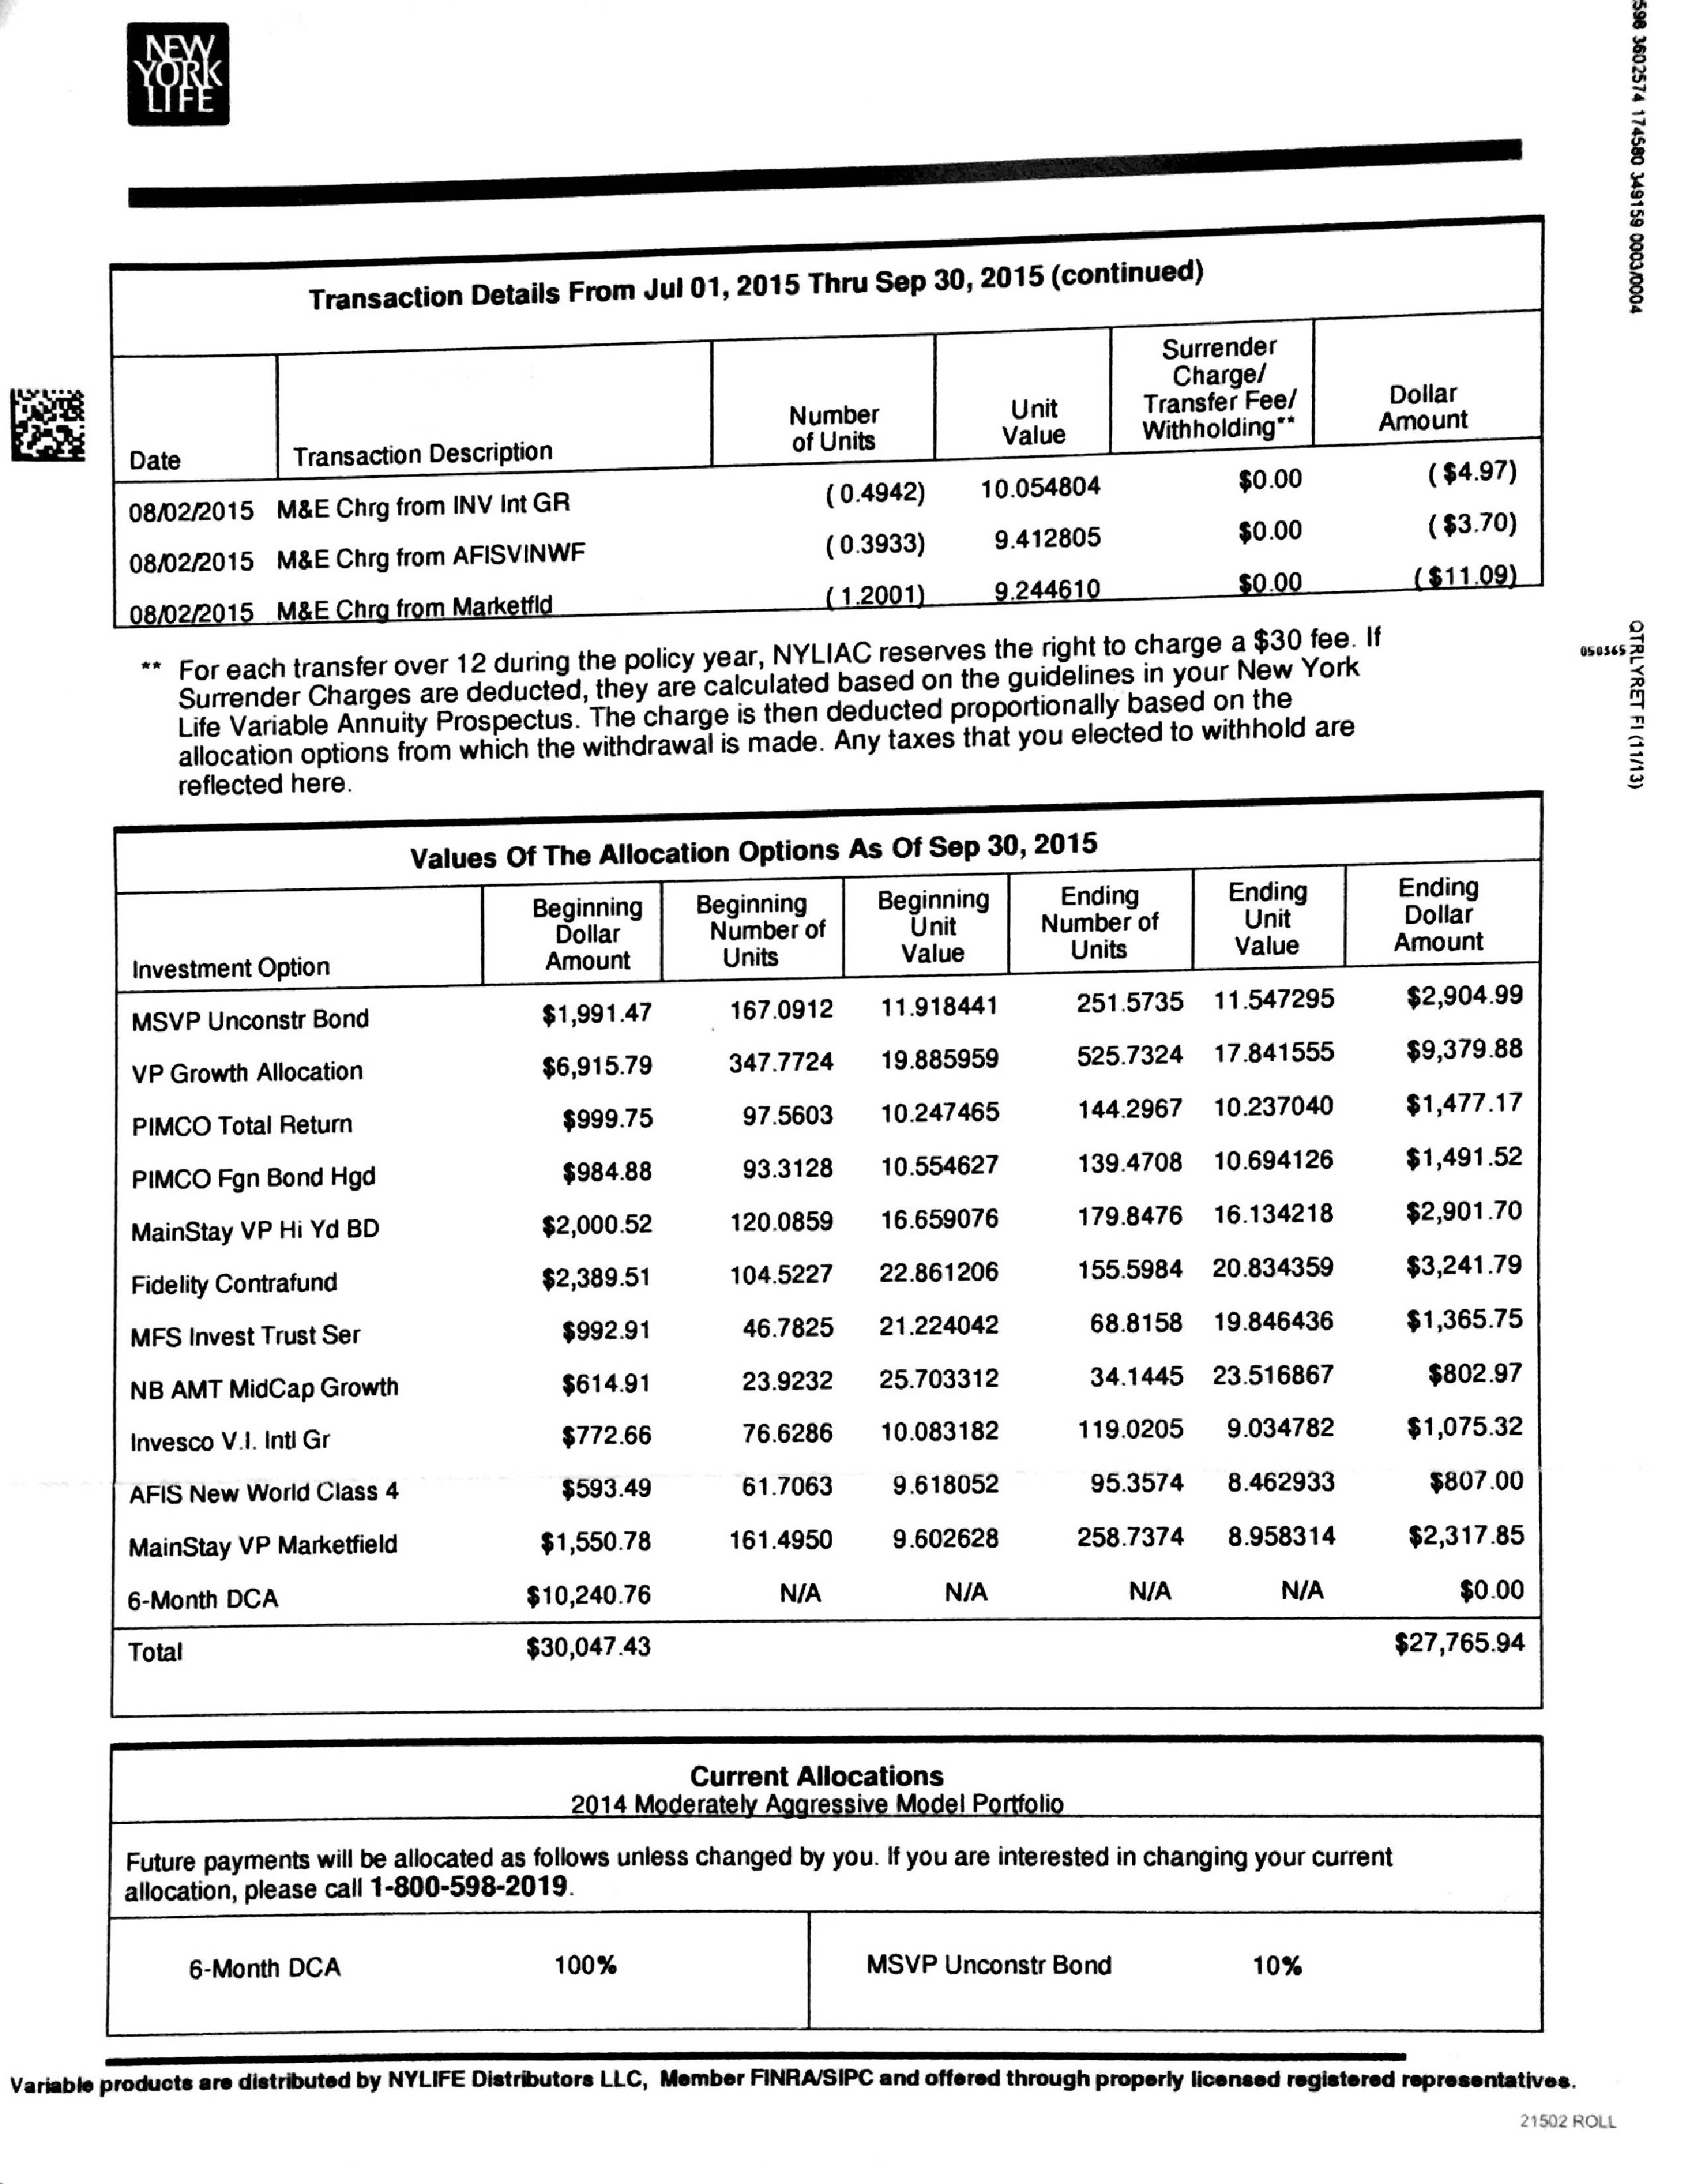 NEW
YORK
LIFE
598 3602574 174580 349159 0003/0004
Transaction Details From Jul 01, 2015 Thru Sep 30, 2015 (continued)
Date Transaction Description Number of Units Unit Value Surrender Charge/ Transfer Fee/ Withholding** Dollar Amount
08/02/2015 M&E Chrg from INV Int GR (0.4942) 10.054804 $0.00 ($4.97)
08/02/2015 M&E Chrg from AFISVINWF (0.3933) 9.412805 $0.00 ($3.70)
08/02/2015 M&E Chrg from Marketfld (1.2001) 9.244610 $0.00 ($11.09)
** For each transfer over 12 during the policy year, NYLIAC reserves the right to charge a $30 fee. If
Surrender Charges are deducted, they are calculated based on the guidelines in your New York
Life Variable Annuity Prospectus. The charge is then deducted proportionally based on the
allocation options from which the withdrawal is made. Any taxes that you elected to withhold are
reflected here.
050365
QTRLYRET FI (11/13)
Values Of The Allocation Options As Of Sep 30, 2015
Investment Option Beginning Dollar Amount Beginning Number of Units Beginning Unit Value Ending Number of Units Ending Unit Value Ending Dollar Amount
MSVP Unconstr Bond $1,991.47 167.0912 11.918441 251.5735 11.547295 $2,904.99
VP Growth Allocation $6,915.79 347.7724 19.885959 525.7324 17.841555 $9,379.88
PIMCO Total Return $999.75 97.5603 10.247465 144.2967 10.237040 $1,477.17
PIMCO Fgn Bond Hgd $984.88 93.3128 10.554627 139.4708 10.694126 $1,491.52
MainStay VP Hi Yd BD $2,000.52 120.0859 16.659076 179.8476 16.134218 $2,901.70
Fidelity Contrafund $2,389.51 104.5227 22.861206 155.5984 20.834359 $3,241.79
MFS Invest Trust Ser $992.91 46.7825 21.224042 68.8158 19.846436 $1,365.75
NB AMT MidCap Growth $614.91 23.9232 25.703312 34.1445 23.516867 $802.97
Invesco V.I. Intl Gr $772.66 76.6286 10.083182 119.0205 9.034782 $1,075.32
AFIS New World Class 4 $593.49 61.7063 9.618052 95.3574 8.462933 $807.00
MainStay VP Marketfield $1,550.78 161.4950 9.602628 258.7374 8.958314 $2,317.85
6-Month DCA $10,240.76 N/A N/A N/A N/A $0.00
Total $30,047.43 $27,765.94
Current Allocations
2014 Moderately Aggressive Model Portfolio
Future payments will be allocated as follows unless changed by you. If you are interested in changing your current
allocation, please call 1-800-598-2019.
6-Month DCA 100% MSVP Unconstr Bond 10%
Variable products are distributed by NYLIFE Distributors LLC, Member FINRA/SIPC and offered through properly licensed registered representatives.
21502 ROLL